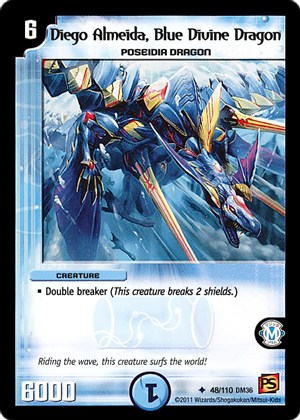 6
Diego Almeida, Blue Divine Dragon
POSEIDIA DRAGON
CREATURE
▪ Double breaker (This creature breaks 2 shields.)
Riding the wave, this creature surfs the world!
6000
1
✦ 48/110 DM36
PS
©2011 Wizards/Shogakukan/Mitsui-Kids